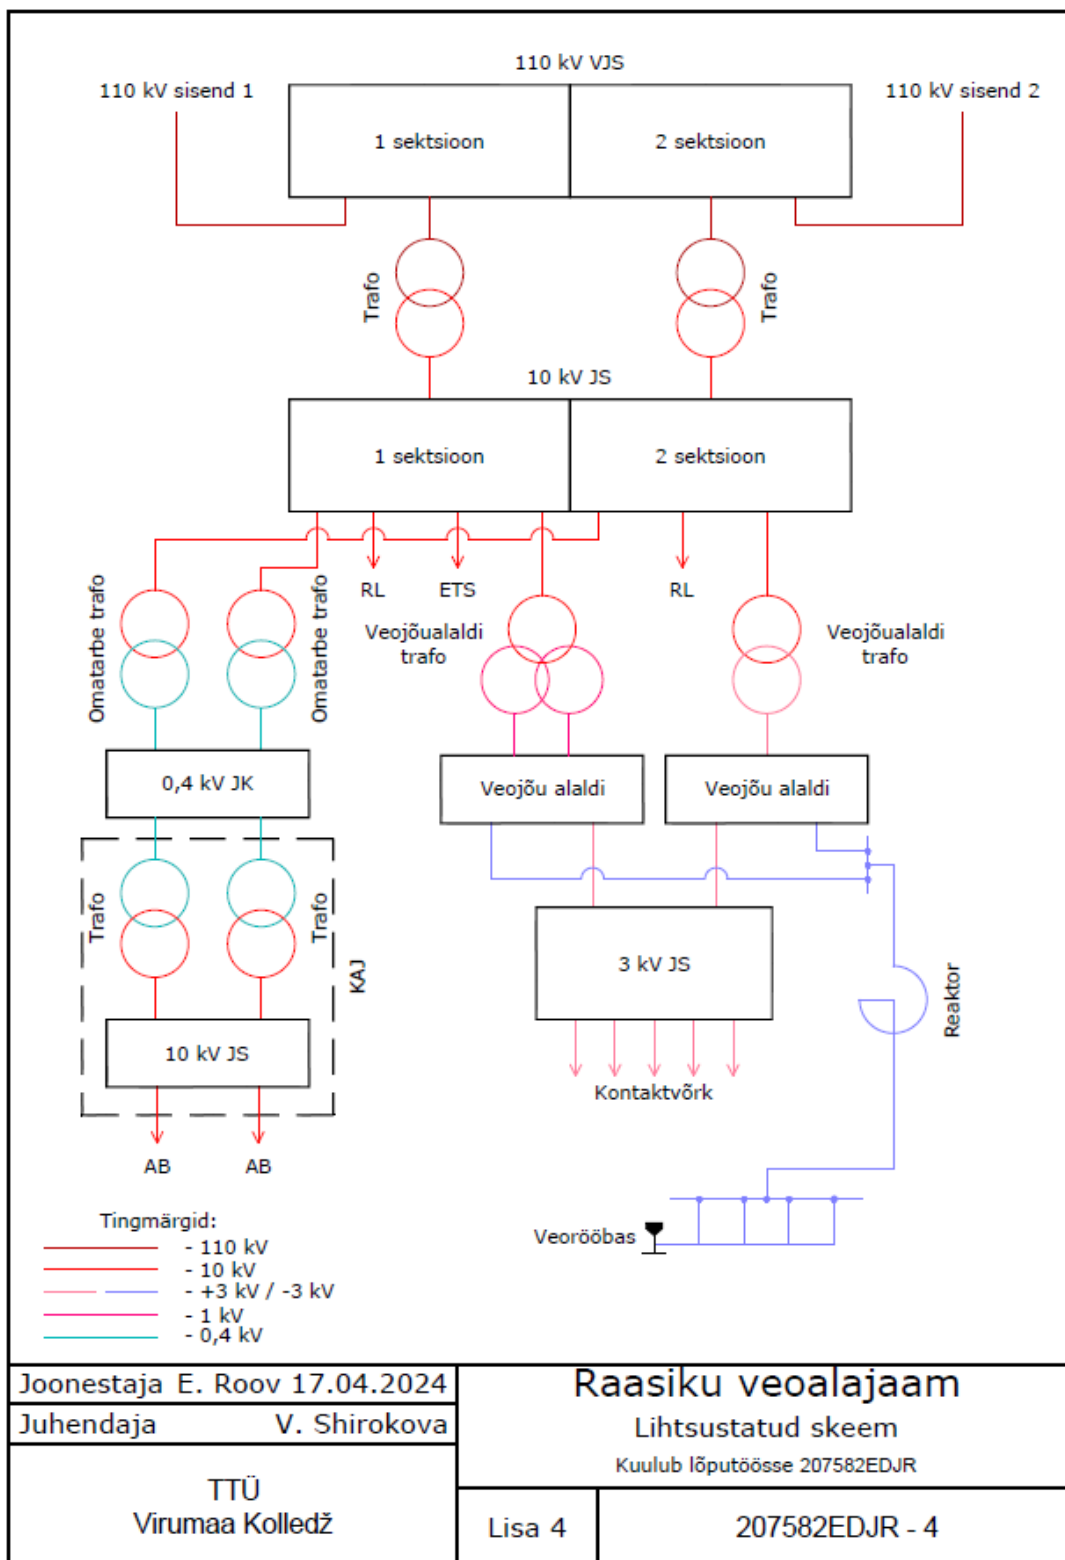 110 kV VJS
110 kV sisend 1
110 kV sisend 2
1 sektsioon
2 sektsioon
Trafo
Trafo
10 kV JS
1 sektsioon
2 sektsioon
RL
ETS
RL
Omatarbe trafo
Omatarbe trafo
Veojõualaldi
trafo
Veojõualaldi
trafo
0,4 kV JK
Veojõu alaldi
Veojõu alaldi
Trafo
Trafo
KAJ
3 kV JS
Reaktor
10 kV JS
Kontaktvõrk
AB
AB
Veorööbas
Tingmärgid:
- 110 kV
- 10 kV
- +3 kV / -3 kV
- 1 kV
- 0,4 kV
Joonestaja E. Roov 17.04.2024
Juhendaja V. Shirokova
TTÜ
Virumaa Kolledž
Raasiku veoalajaam
Lihtsustatud skeem
Kuulub lõputöösse 207582EDJR
Lisa 4
207582EDJR - 4